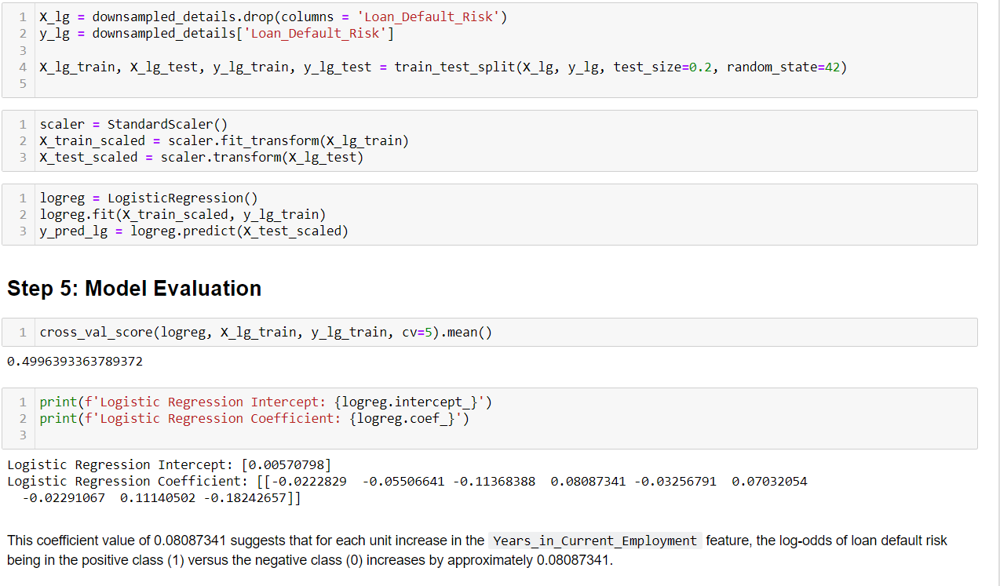 1 X_lg = downsampled_details.drop(columns = 'Loan_Default_Risk')
2 y_lg = downsampled_details['Loan_Default_Risk']
3
4 X_lg_train, X_lg_test, y_lg_train, y_lg_test = train_test_split(X_lg, y_lg, test_size=0.2, random_state=42)
5
1 scaler = StandardScaler()
2 X_train_scaled = scaler.fit_transform(X_lg_train)
3 X_test_scaled = scaler.transform(X_lg_test)
1 logreg = LogisticRegression()
2 logreg.fit(X_train_scaled, y_lg_train)
3 y_pred_lg = logreg.predict(X_test_scaled)
Step 5: Model Evaluation
1 cross_val_score(logreg, X_lg_train, y_lg_train, cv=5).mean()
0.4996393363789372
1 print(f'Logistic Regression Intercept: {logreg.intercept_}')
2 print(f'Logistic Regression Coefficient: {logreg.coef_}')
3
Logistic Regression Intercept: [0.00570798]
Logistic Regression Coefficient: [[-0.0222829  -0.05506641 -0.11368388  0.08087341 -0.03256791  0.07032054
  -0.02291067  0.11140502 -0.18242657]]
This coefficient value of 0.08087341 suggests that for each unit increase in the Years_in_Current_Employment feature, the log-odds of loan default risk
being in the positive class (1) versus the negative class (0) increases by approximately 0.08087341.